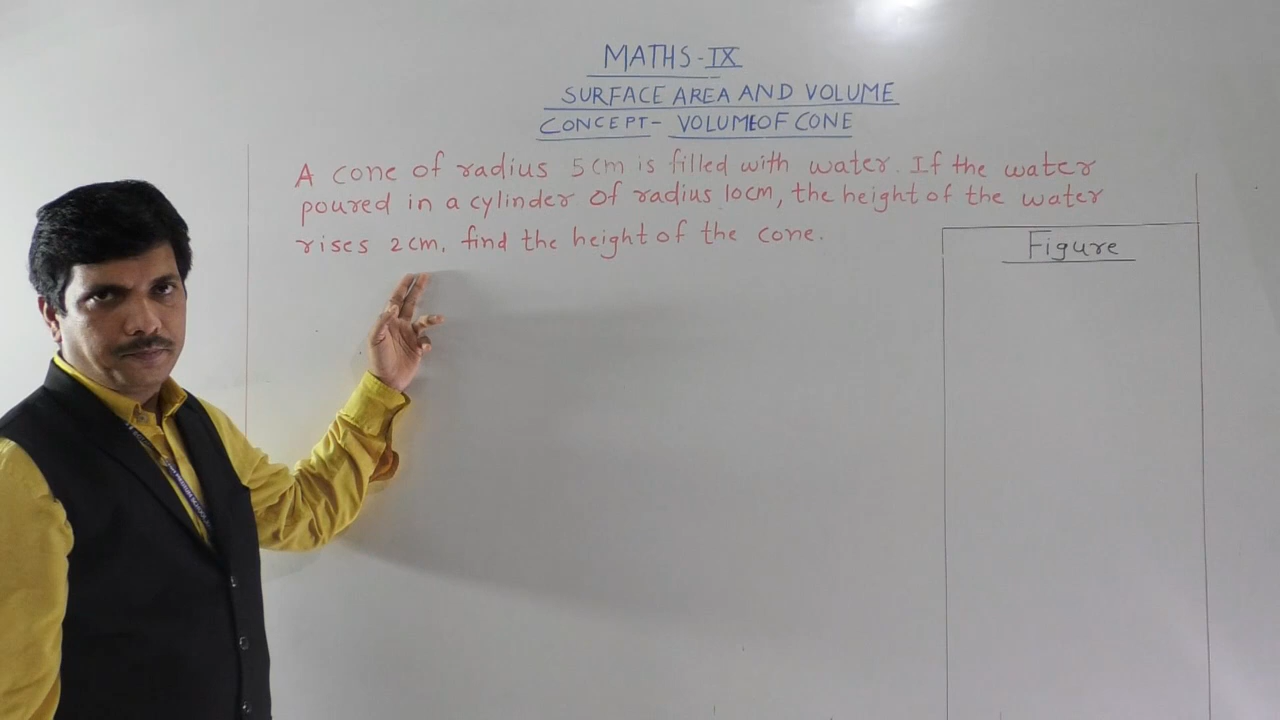 MATHS-IX
SURFACE AREA AND VOLUME
CONCEPT- VOLUME OF CONE
A cone of radius 5cm is filled with water. If the water
poured in a cylinder of radius 10cm, the height of the water
rises 2cm, find the height of the cone.
Figure